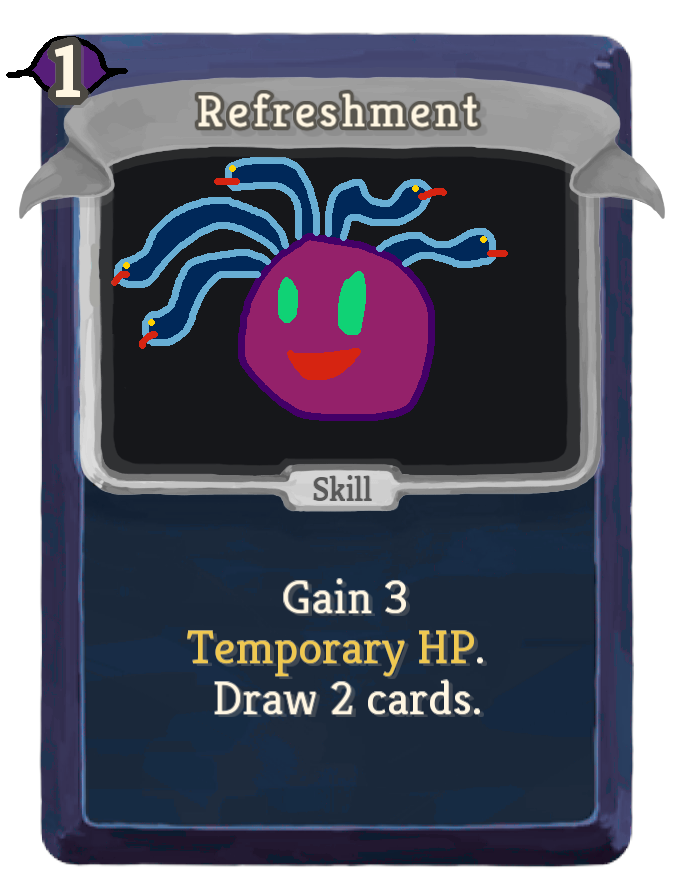 1
Refreshment
Skill
Gain 3
Temporary HP.
Draw 2 cards.